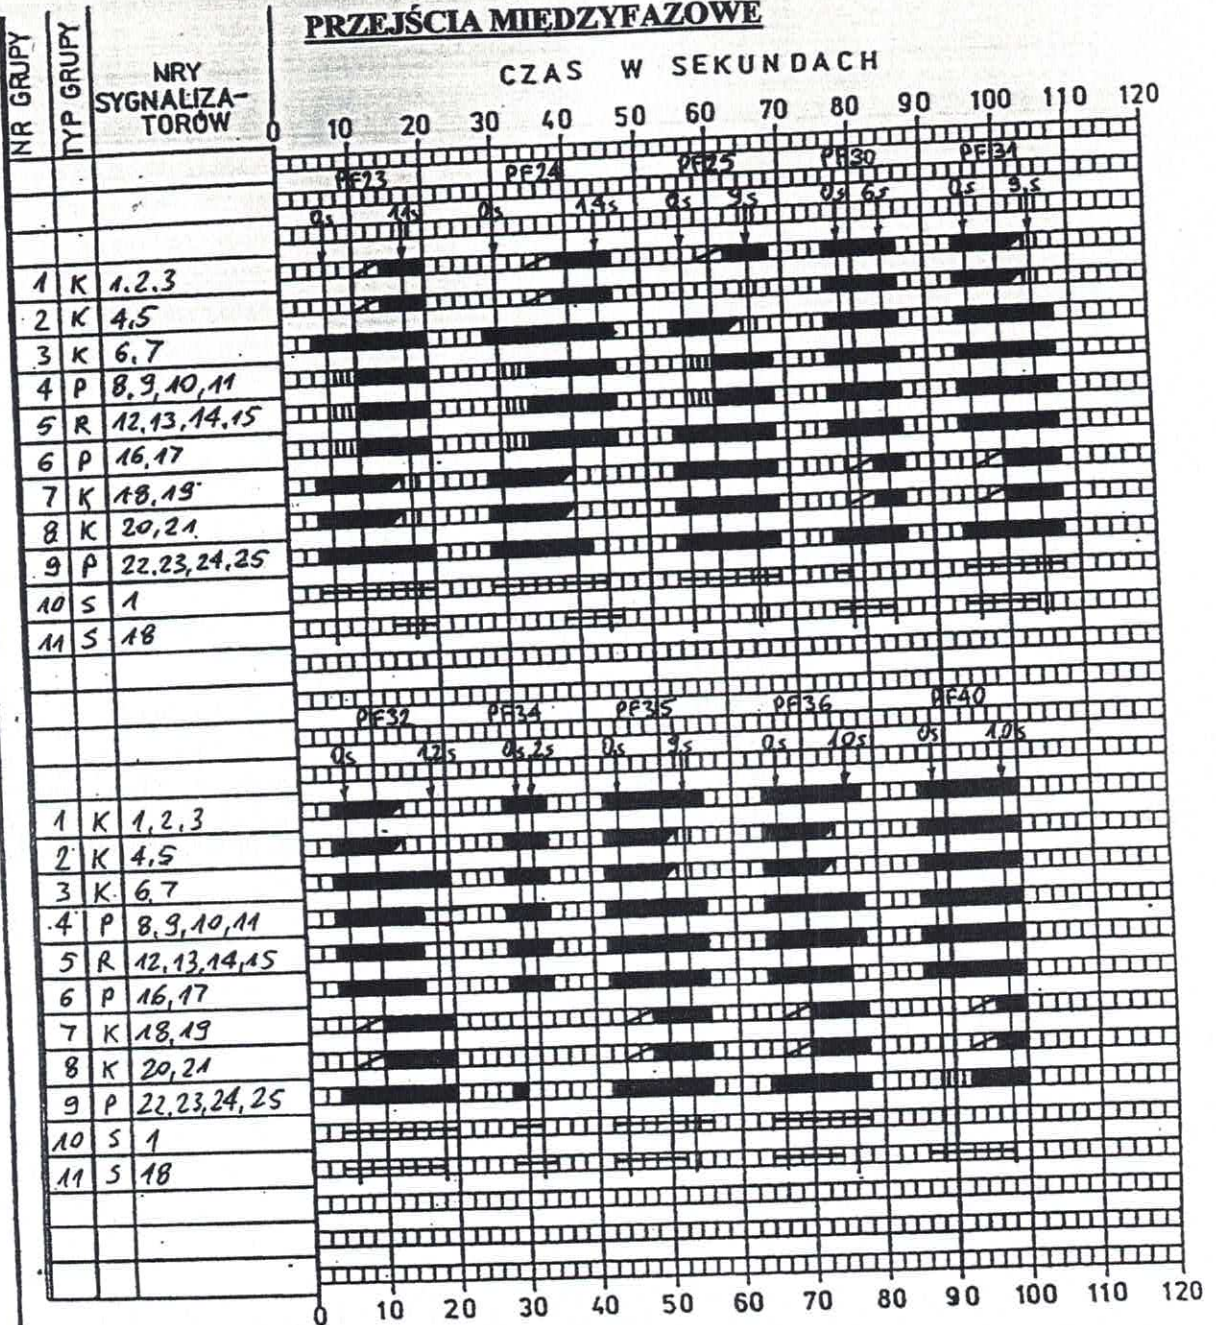 PRZEJŚCIA MIĘDZYFAZOWE
CZAS W SEKUNDACH
NR GRUPY
TYP GRUPY
NRY SYGNALIZA-
TORÓW
0 10 20 30 40 50 60 70 80 90 100 110 120
PF23 PF24 PF25 PF30 PF31
0s 11s 0s 14s 0s 9s 0s 6s 0s 9s
1 K 1.2.3
2 K 4,5
3 K 6,7
4 P 8,9,10,11
5 R 12,13,14,15
6 P 16,17
7 K 18,19
8 K 20,21
9 P 22,23,24,25
10 S 1
11 S 18
PF32 PF34 PF35 PF36 PF40
0s 12s 0s 2s 0s 9s 0s 10s 0s 10s
1 K 1,2,3
2 K 4,5
3 K 6,7
4 P 8,9,10,11
5 R 12,13,14,15
6 P 16,17
7 K 18,19
8 K 20,21
9 P 22,23,24,25
10 S 1
11 S 18
0 10 20 30 40 50 60 70 80 90 100 110 120